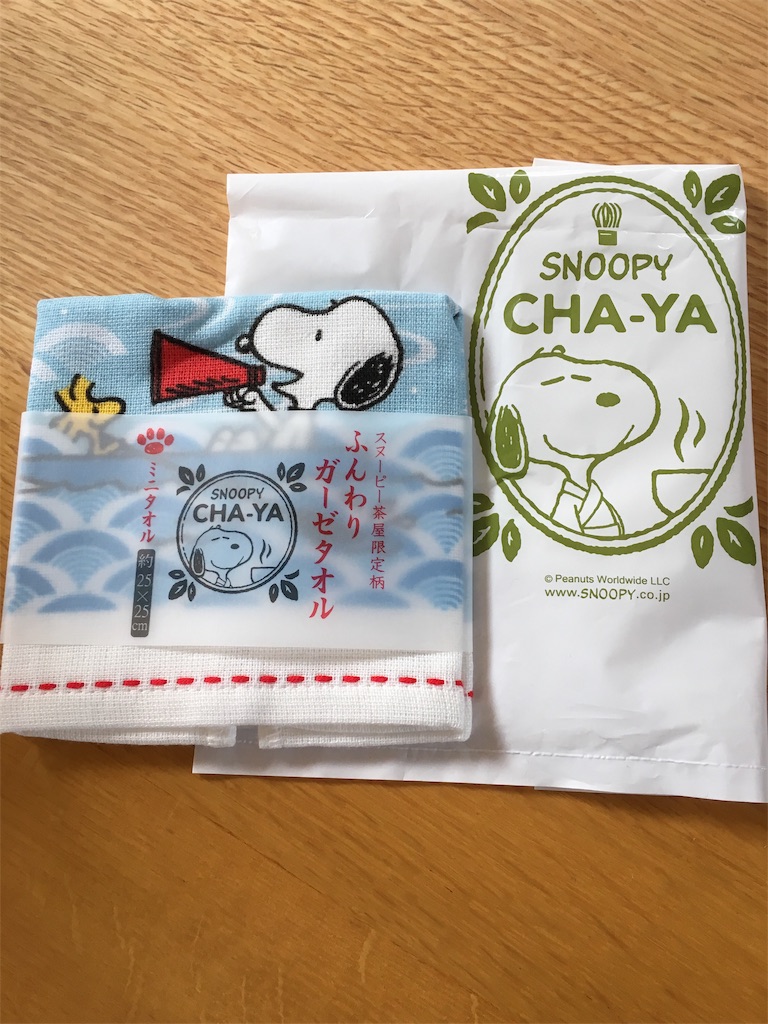 スヌーピー茶屋限定柄
ふんわり
ガーゼタオル
SNOOPY
CHA-YA
ミニタオル
約25×25cm
SNOOPY
CHA-YA
© Peanuts Worldwide LLC
www.SNOOPY.co.jp